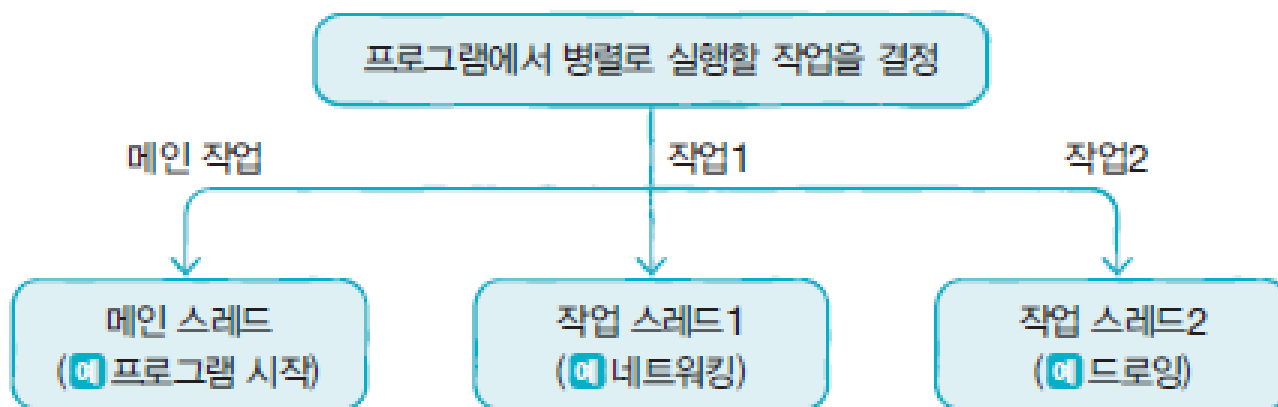 프로그램에서 병렬로 실행할 작업을 결정
메인 작업
작업1
작업2
메인 스레드
(예 프로그램 시작)
작업 스레드1
(예 네트워킹)
작업 스레드2
(예 드로잉)